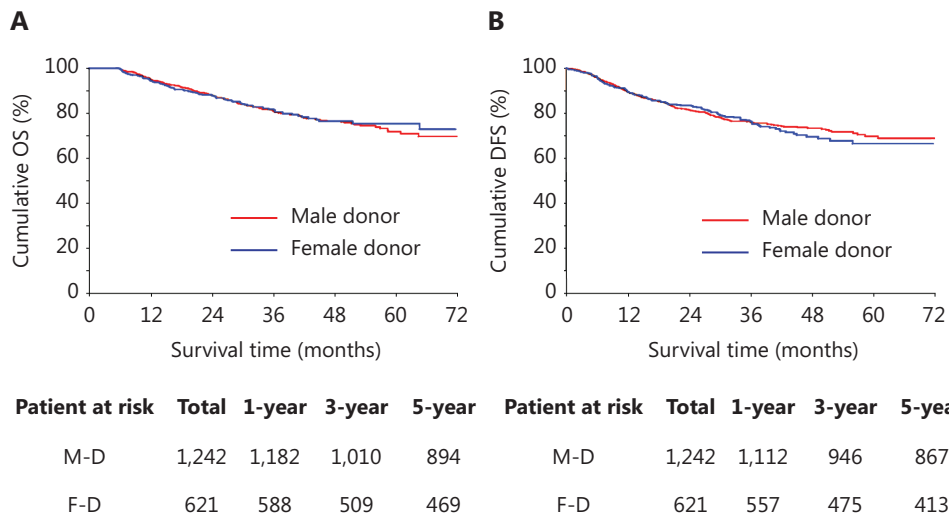 A
Cumulative OS (%)
100
80
60
40
20
0
Male donor
Female donor
0 12 24 36 48 60 72
Survival time (months)
Patient at risk Total 1-year 3-year 5-year
M-D 1,242 1,182 1,010 894
F-D 621 588 509 469
B
Cumulative DFS (%)
100
80
60
40
20
0
Male donor
Female donor
0 12 24 36 48 60 72
Survival time (months)
Patient at risk Total 1-year 3-year 5-yea
M-D 1,242 1,112 946 867
F-D 621 557 475 413